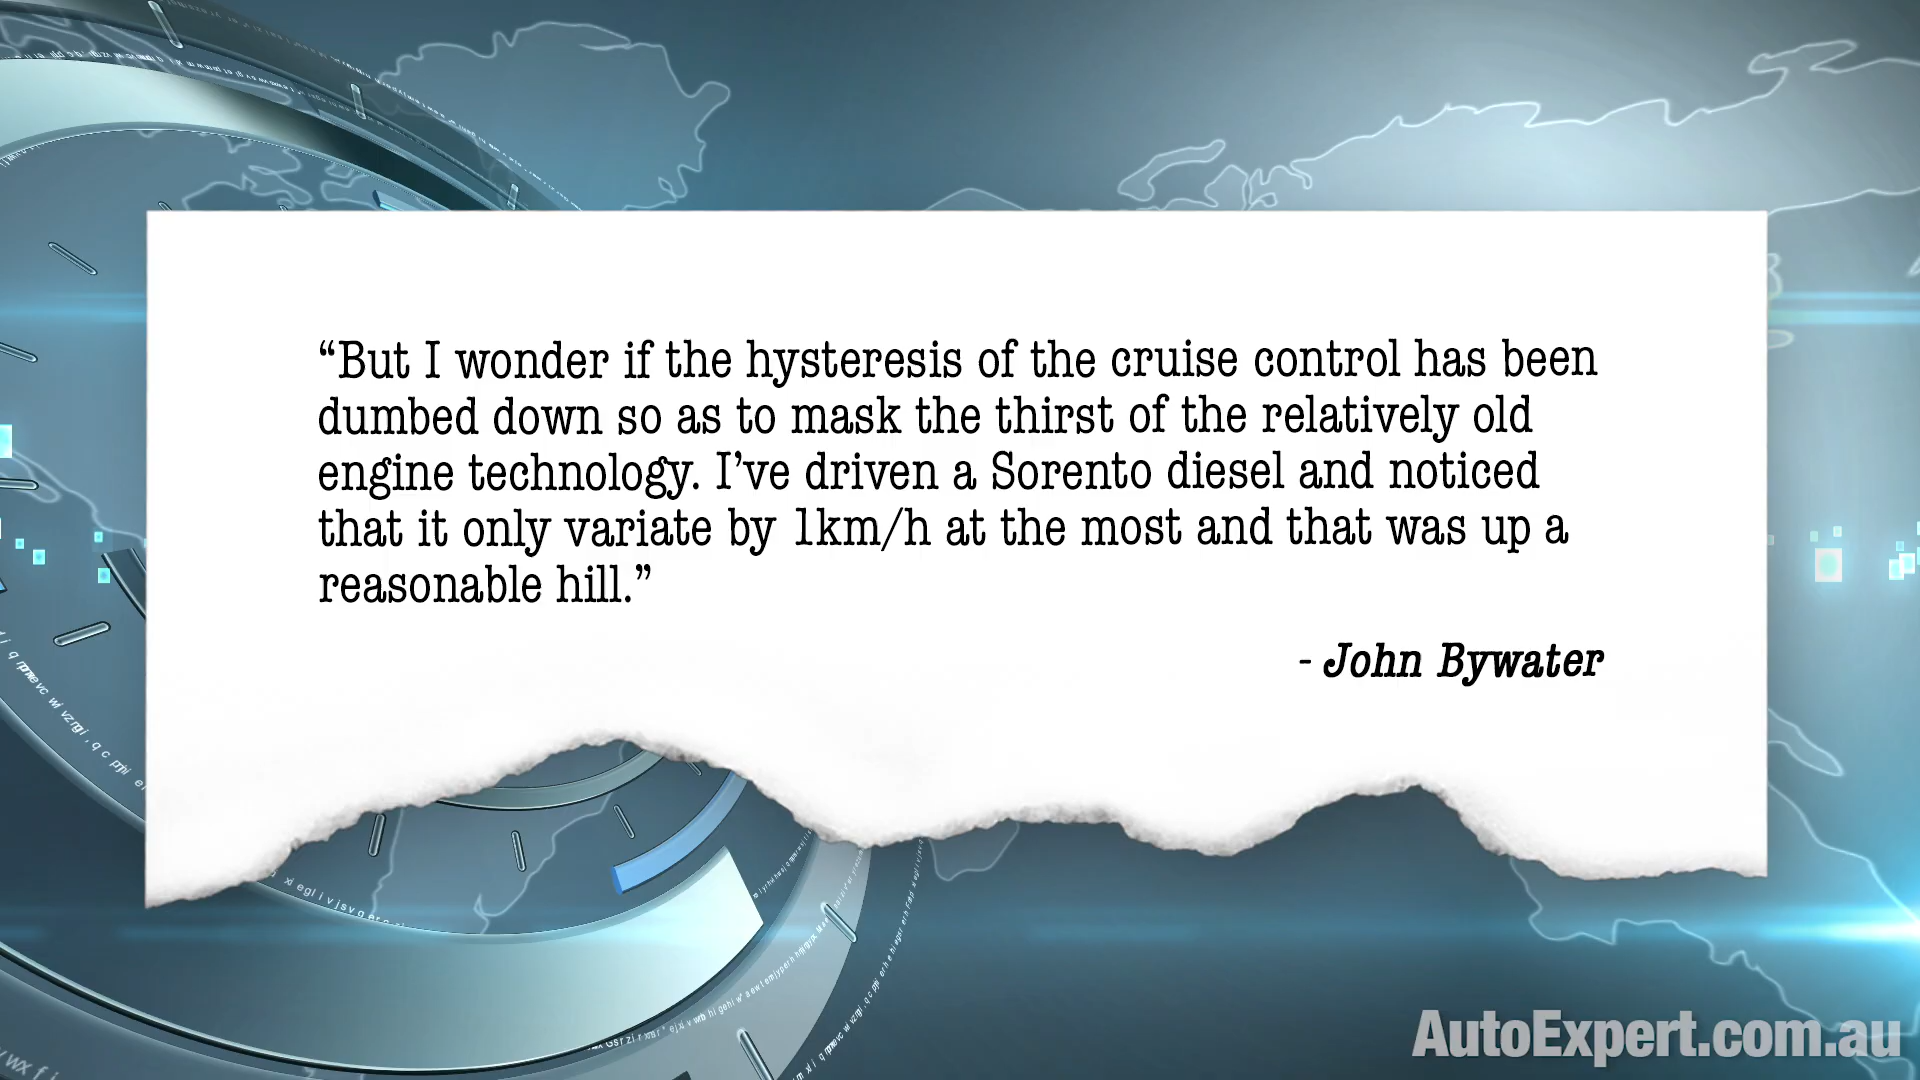 “But I wonder if the hysteresis of the cruise control has been
dumbed down so as to mask the thirst of the relatively old
engine technology. I’ve driven a Sorento diesel and noticed
that it only variate by 1km/h at the most and that was up a
reasonable hill.”
- John Bywater
AutoExpert.com.au